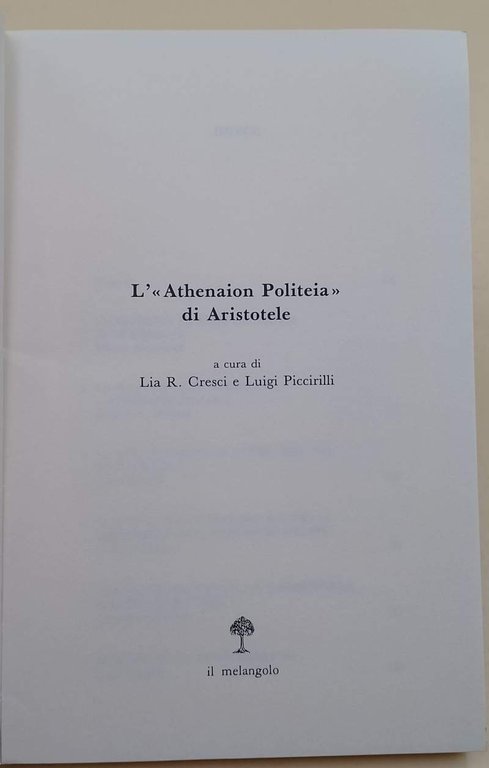 L'«Athenaion Politeia»
di Aristotele
a cura di
Lia R. Cresci e Luigi Piccirilli
il melangolo